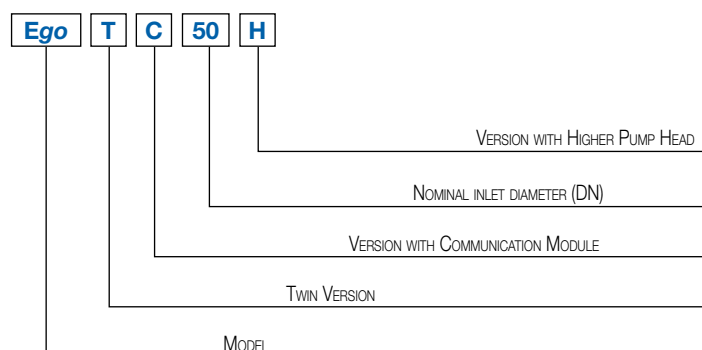 Ego T C 50 H
Version with Higher Pump Head
Nominal inlet diameter (DN)
Version with Communication Module
Twin Version
Model